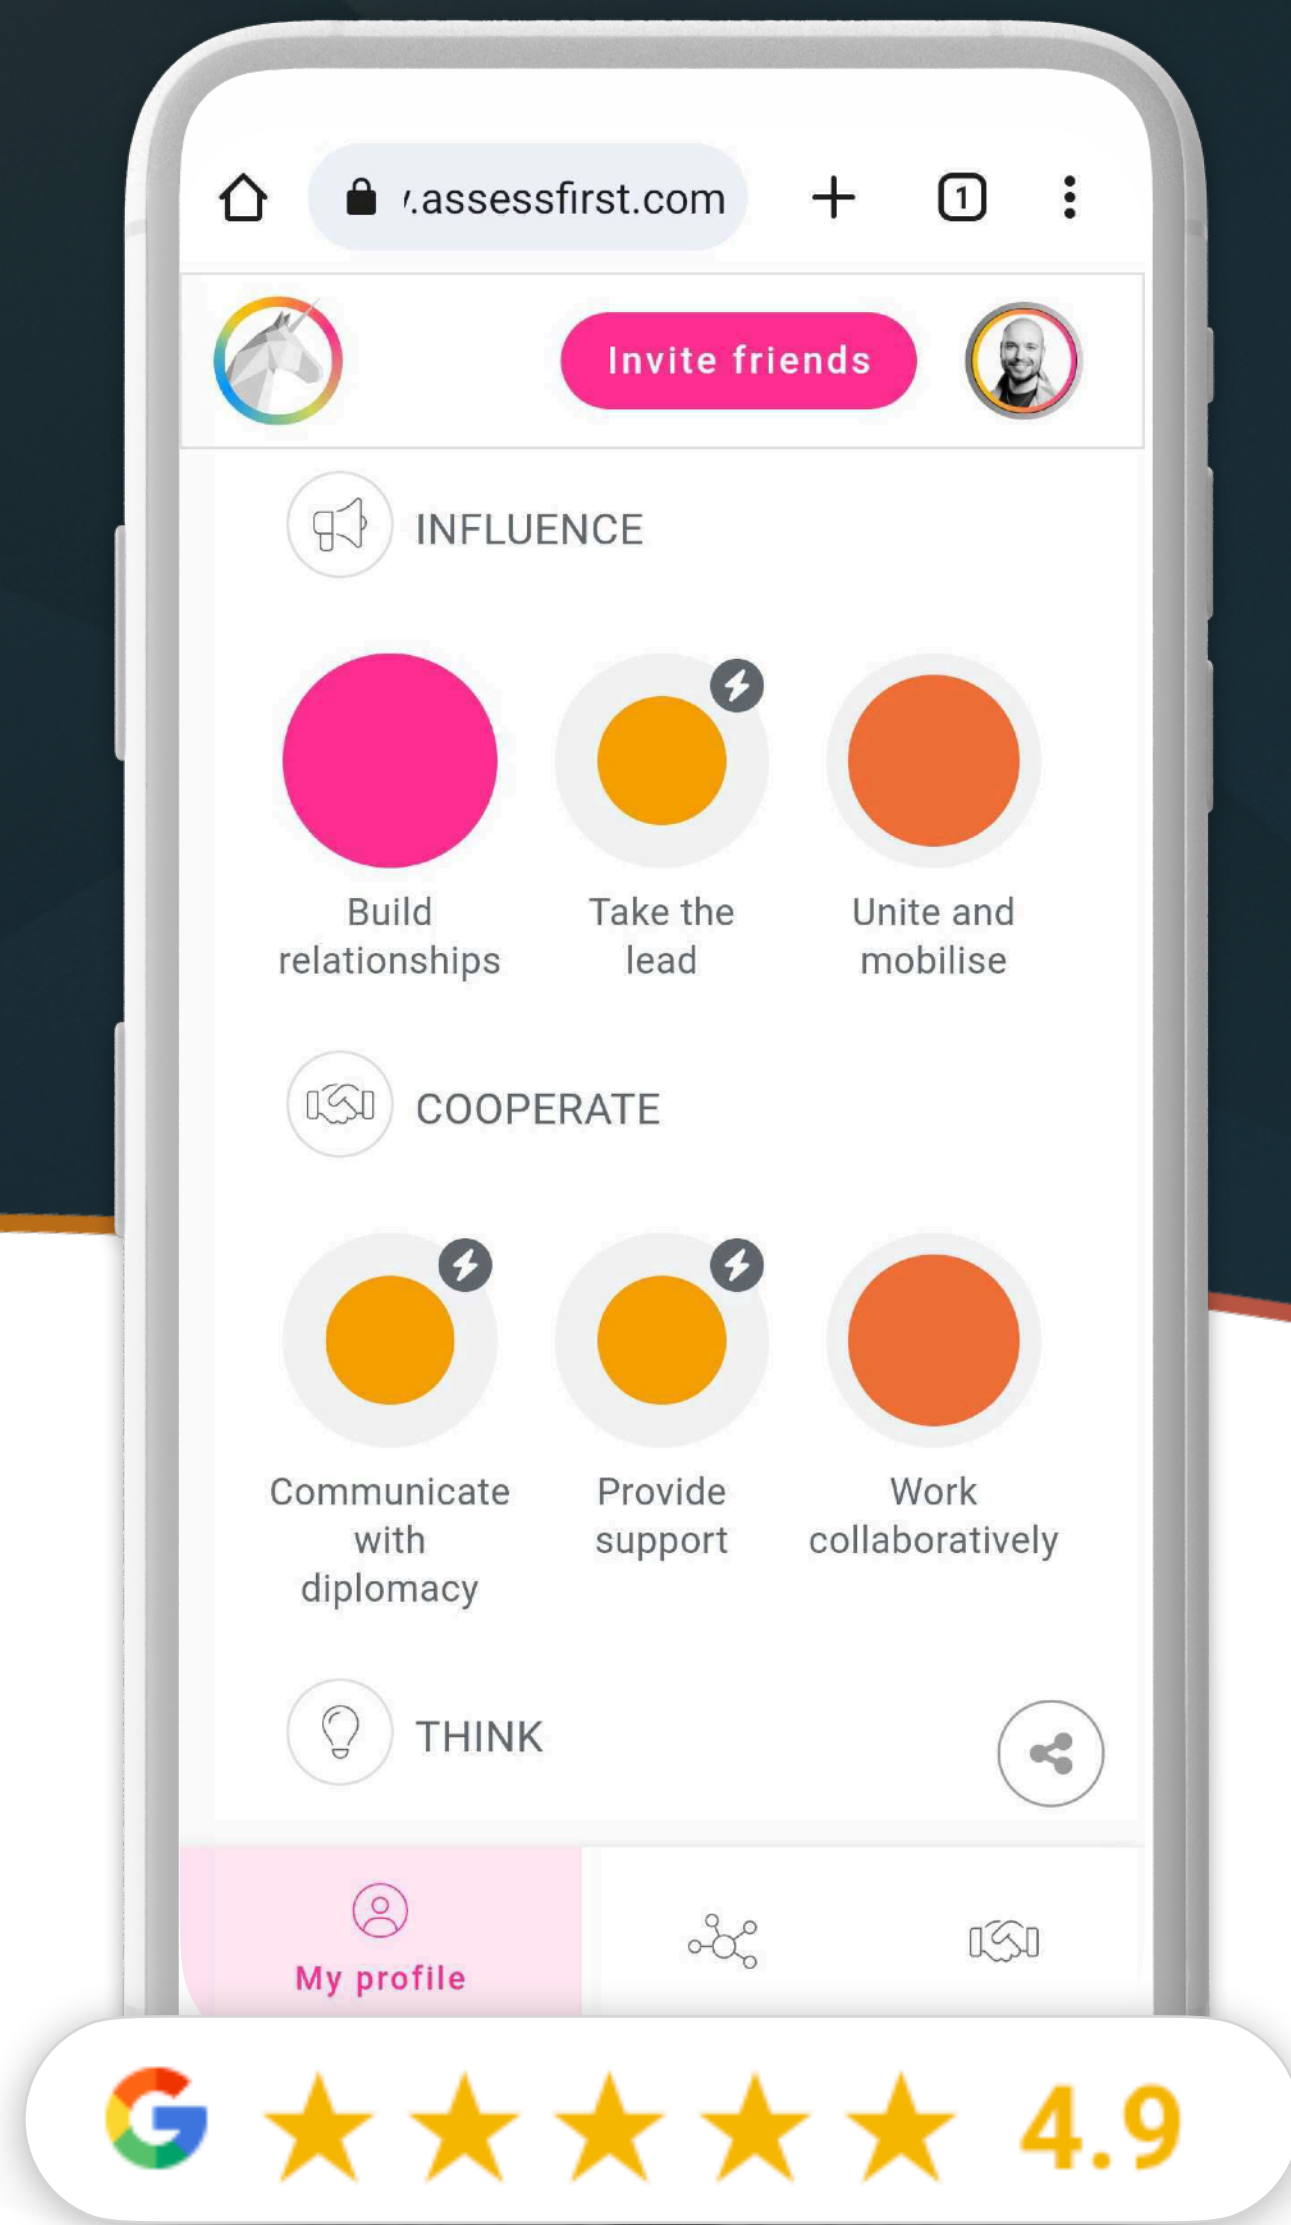 .assessfirst.com
1
Invite friends
INFLUENCE
Build
relationships
Take the
lead
Unite and
mobilise
COOPERATE
Communicate
with
diplomacy
Provide
support
Work
collaboratively
THINK
My profile
G
4.9